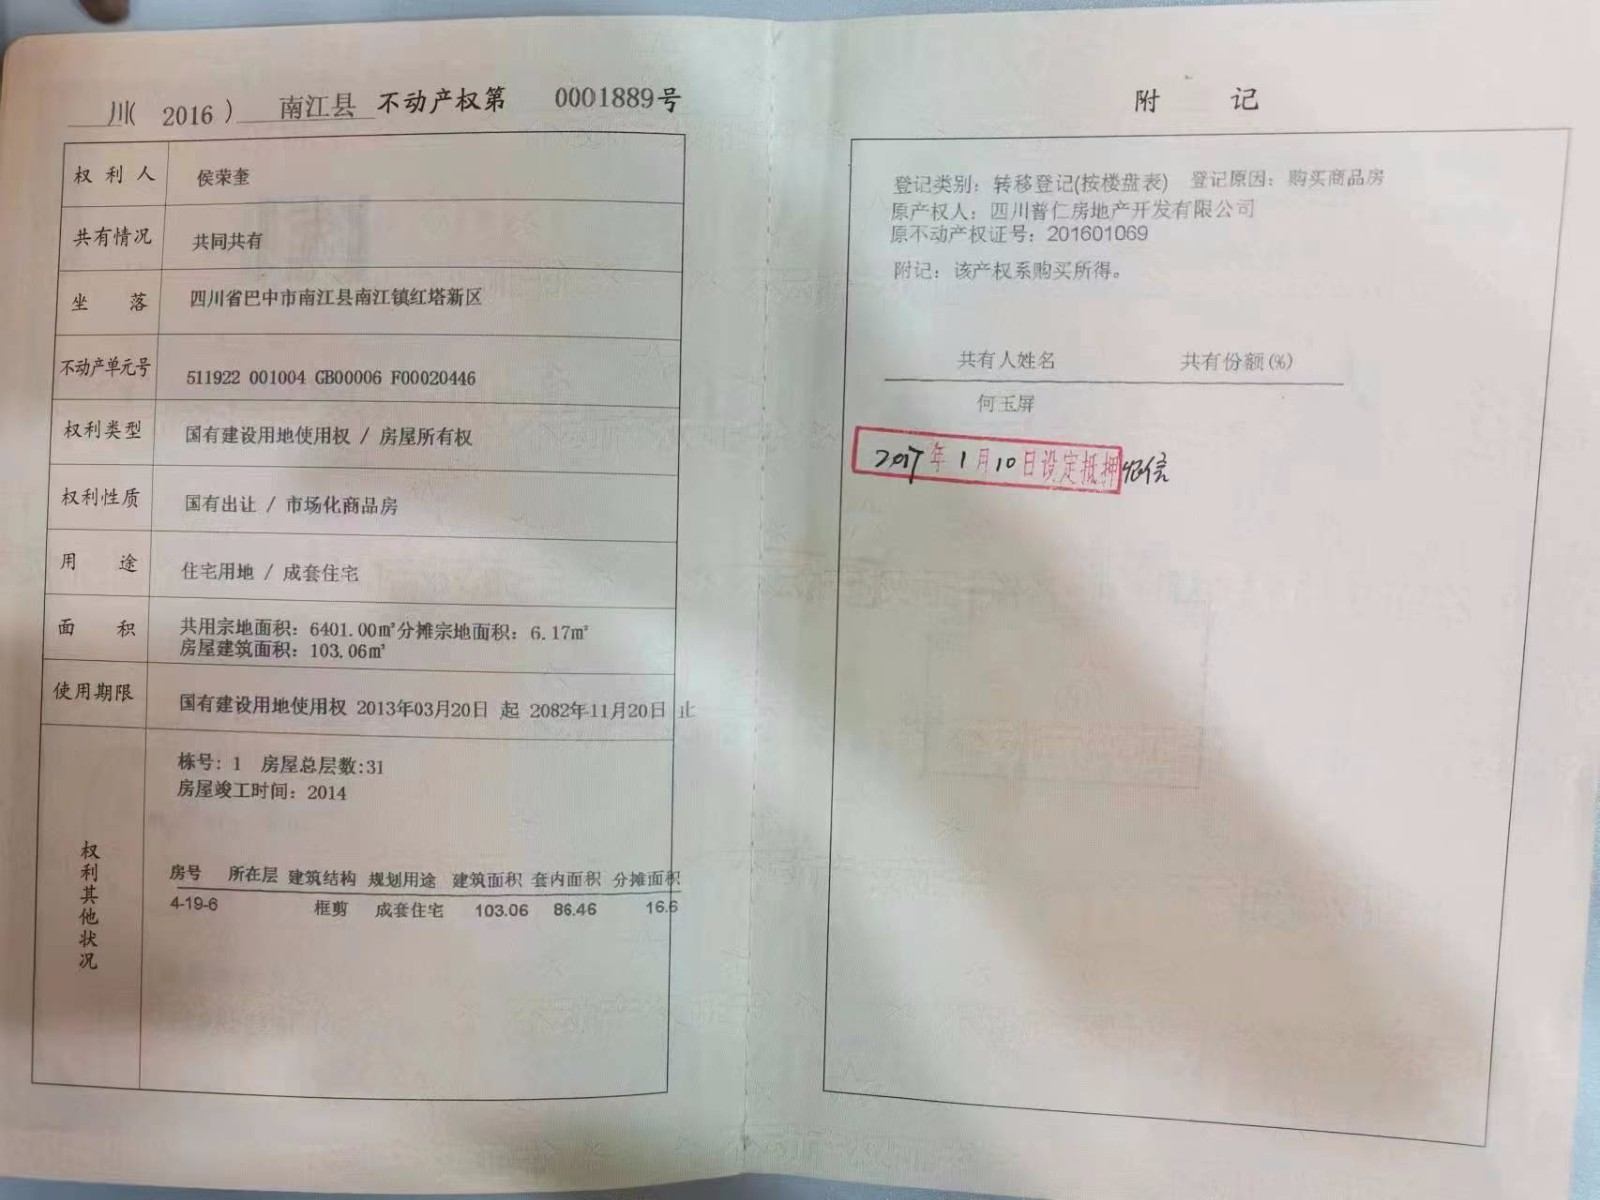 川( 2016 ) 南江县 不动产权第 0001889号
权利人 侯荣奎
共有情况 共同共有
坐落 四川省巴中市南江县南江镇红塔新区
不动产单元号 511922 001004 GB00006 F00020446
权利类型 国有建设用地使用权 / 房屋所有权
权利性质 国有出让 / 市场化商品房
用途 住宅用地 / 成套住宅
面积 共用宗地面积：6401.00㎡分摊宗地面积：6.17㎡
房屋建筑面积：103.06㎡
使用期限 国有建设用地使用权 2013年03月20日 起 2082年11月20日 止
权利其他状况
栋号: 1 房屋总层数:31
房屋竣工时间: 2014
房号 所在层 建筑结构 规划用途 建筑面积 套内面积 分摊面积
4-19-6 框剪 成套住宅 103.06 86.46 16.6
附记
登记类别：转移登记(按楼盘表) 登记原因：购买商品房
原产权人：四川普仁房地产开发有限公司
原不动产权证号：201601069
附记：该产权系购买所得。
共有人姓名 共有份额(%)
何玉屏
2017年1月10日设定抵押